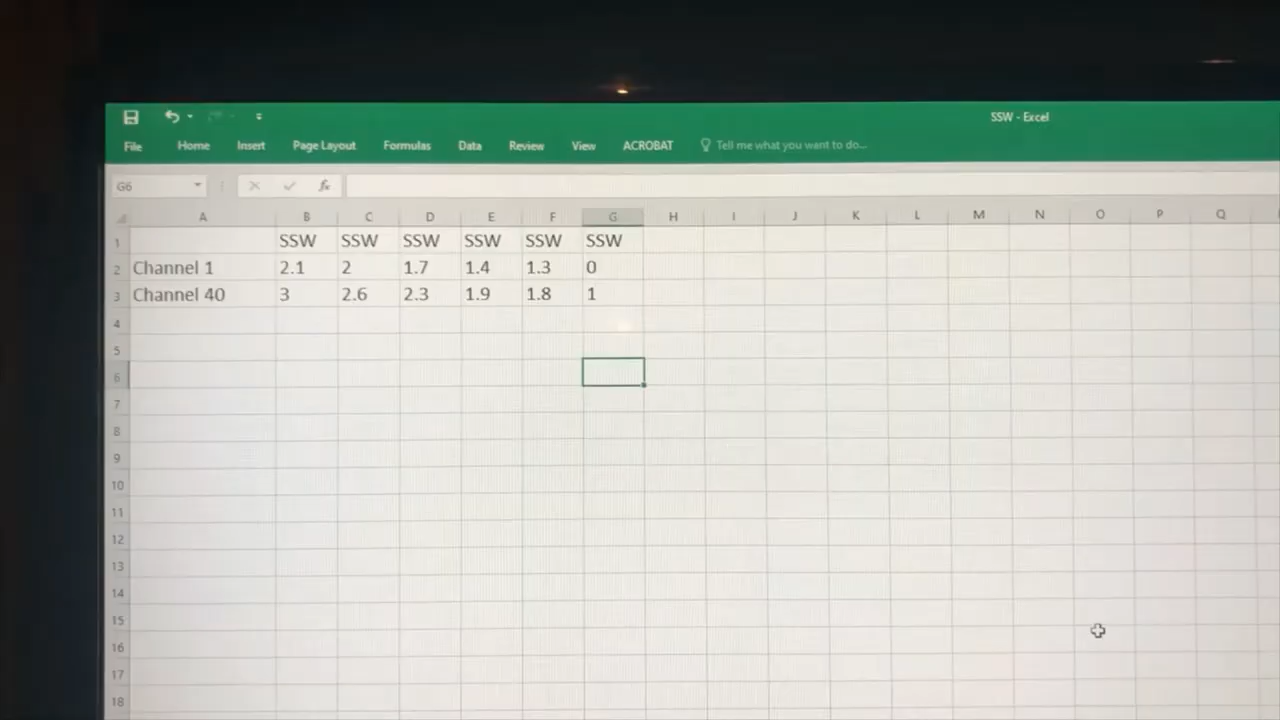 SSW - Excel
File Home Insert Page Layout Formulas Data Review View ACROBAT Tell me what you want to do...
G6 fx
A B C D E F G H I J K L M N O P Q
1 SSW SSW SSW SSW SSW SSW
2 Channel 1 2.1 2 1.7 1.4 1.3 0
3 Channel 40 3 2.6 2.3 1.9 1.8 1
4
5
6
7
8
9
10
11
12
13
14
15
16
17
18